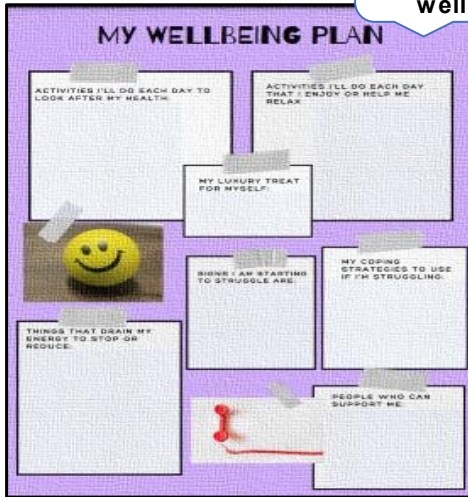 well
MY WELLBEING PLAN
ACTIVITIES I'LL DO EACH DAY TO
LOOK AFTER MY HEALTH:
ACTIVITIES I'LL DO EACH DAY
THAT I ENJOY OR HELP ME
RELAX
MY LUXURY TREAT
FOR MYSELF:
SIGNS I AM STARTING
TO STRUGGLE ARE:
MY COPING
STRATEGIES TO USE
IF I'M STRUGGLING:
THINGS THAT DRAIN MY
ENERGY TO STOP OR
REDUCE:
PEOPLE WHO CAN
SUPPORT ME: